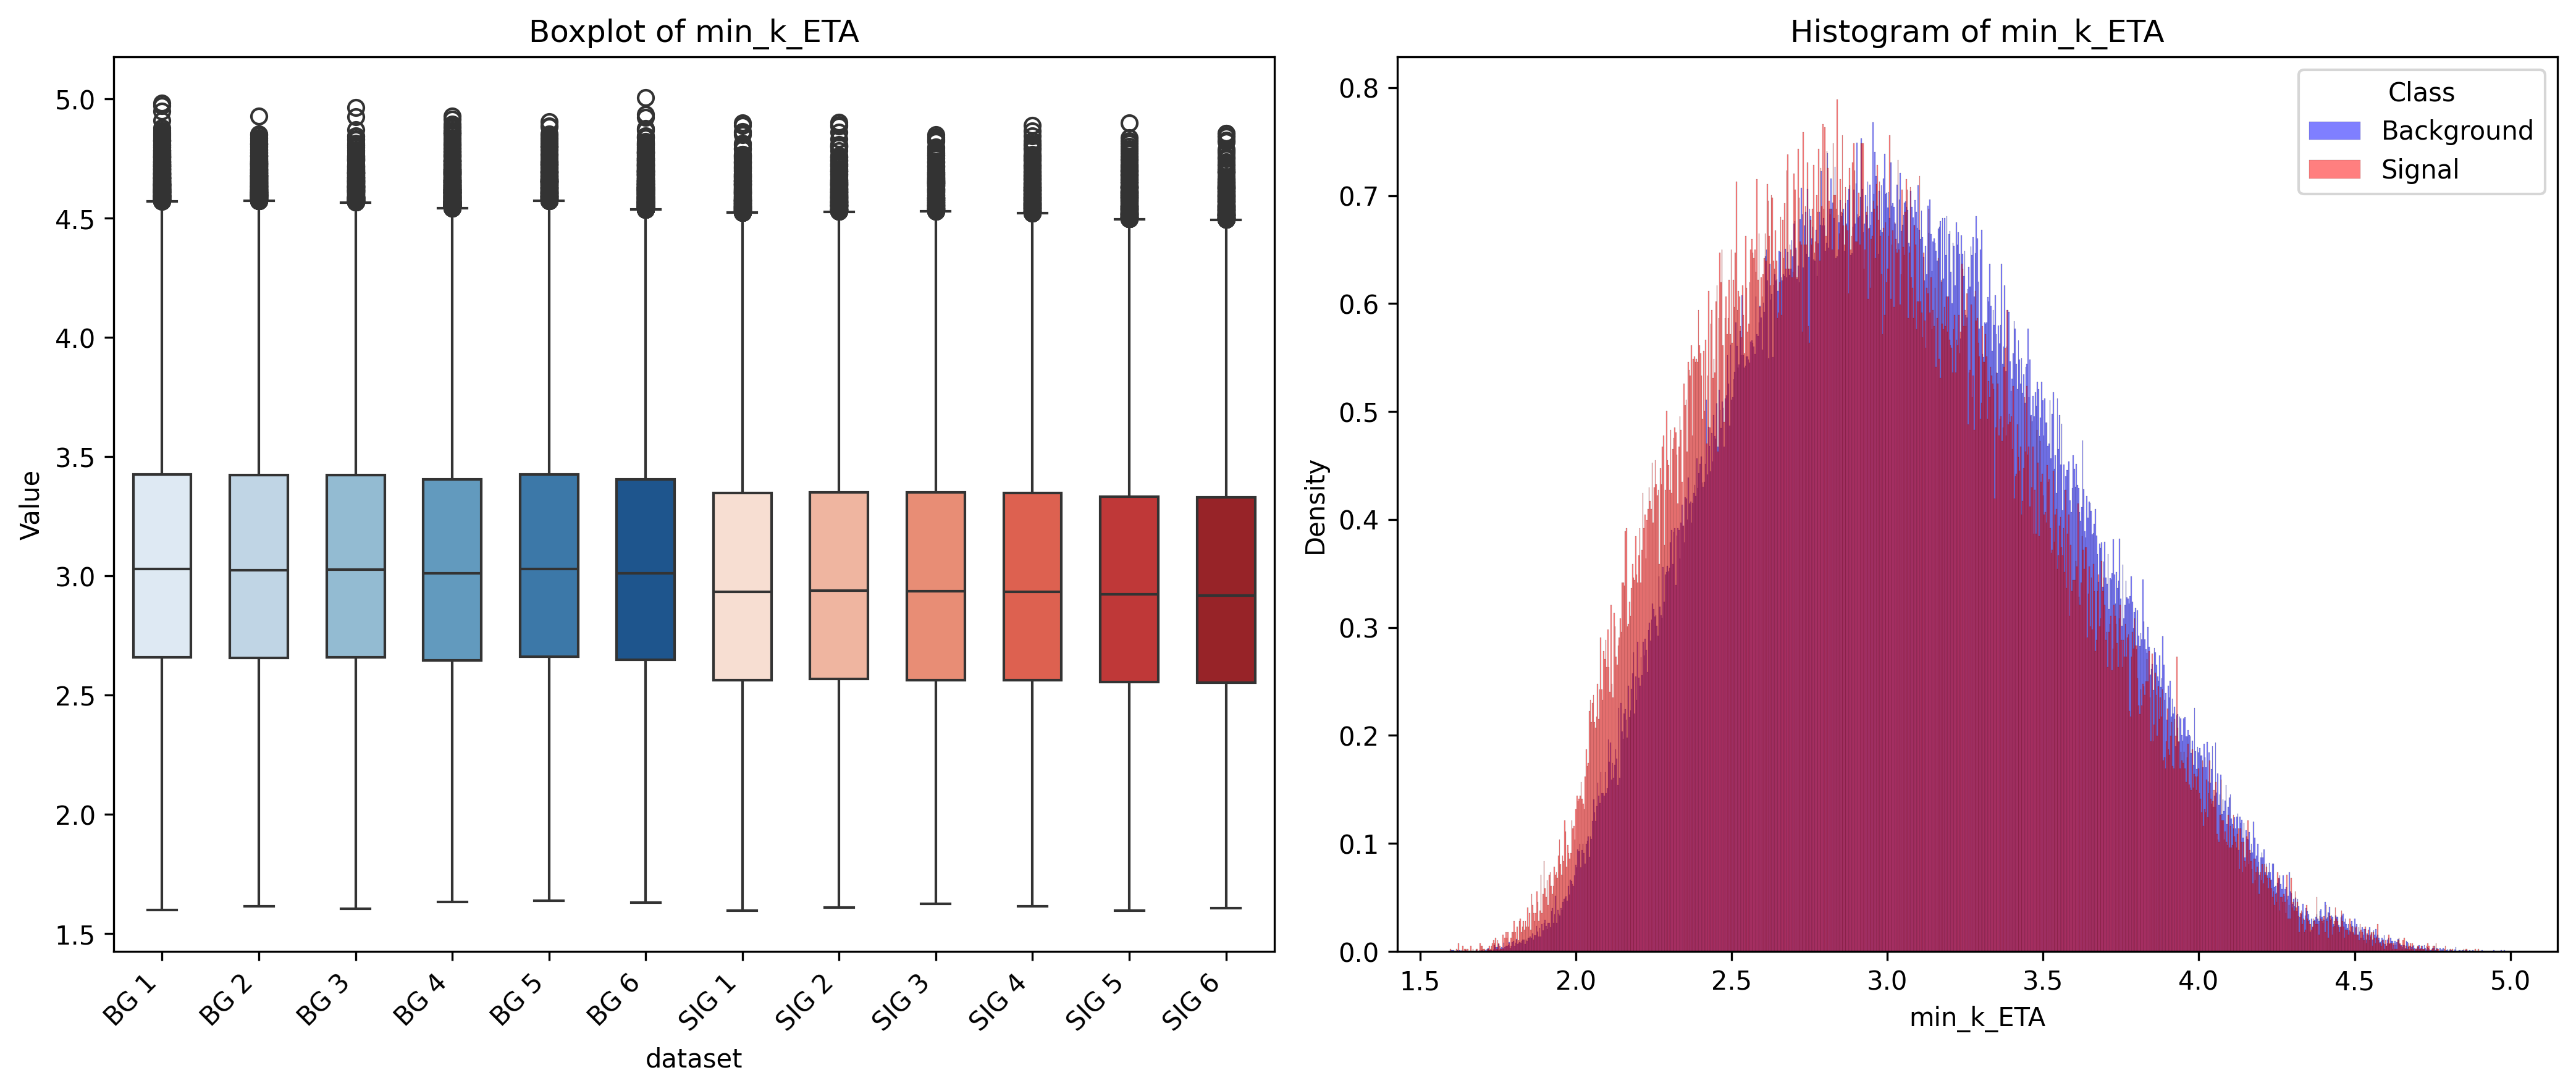 Boxplot of min_k_ETA
Value
5.0
4.5
4.0
3.5
3.0
2.5
2.0
1.5
BG 1
BG 2
BG 3
BG 4
BG 5
BG 6
SIG 1
SIG 2
SIG 3
SIG 4
SIG 5
SIG 6
dataset
Histogram of min_k_ETA
Class
Background
Signal
Density
0.8
0.7
0.6
0.5
0.4
0.3
0.2
0.1
0.0
1.5
2.0
2.5
3.0
3.5
4.0
4.5
5.0
min_k_ETA